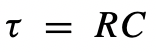 τ = RC